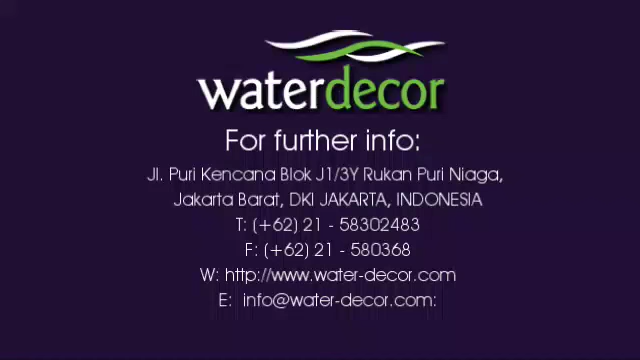 waterdecor
For further info:
Jl. Puri Kencana Blok J1/3Y Rukan Puri Niaga,
Jakarta Barat, DKI JAKARTA, INDONESIA
T: (+62) 21 - 58302483
F: (+62) 21 - 580368
W: http://www.water-decor.com
E: info@water-decor.com: